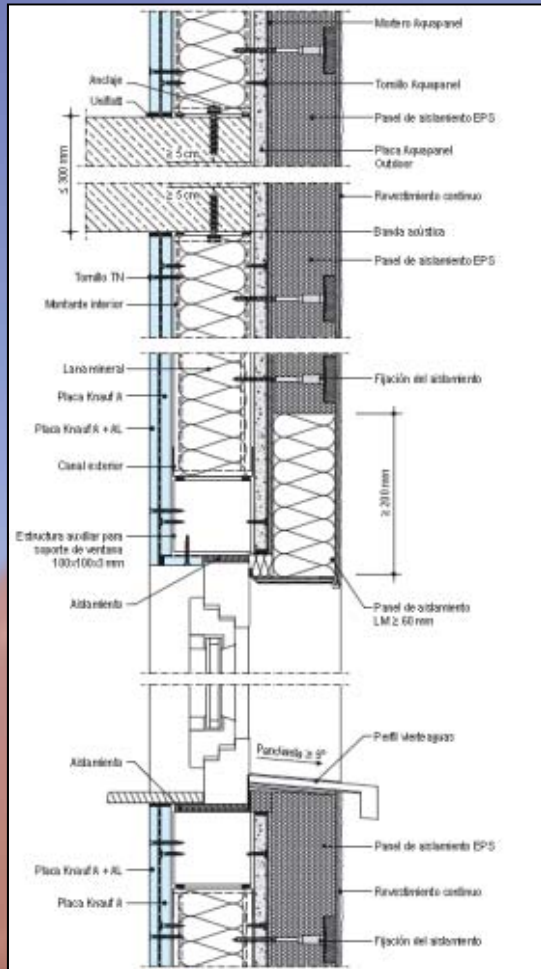 Mortero Aquapanel
Anclaje
Tornillo Aquapanel
Uniflott
Panel de aislamiento EPS
≥ 5 cm
Placa Aquapanel
Outdoor
≤ 300 mm
≥ 5 cm
Revestimiento continuo
Banda acústica
Panel de aislamiento EPS
Tornillo TN
Montante interior
Lana mineral
Fijación del aislamiento
Placa Knauf A
Placa Knauf A + AL
Canal exterior
≥ 200 mm
Estructura auxiliar para
soporte de ventana
100x100x3 mm
Aislamiento
Panel de aislamiento
LM ≥ 60 mm
Perfil vierteaguas
Pendiente ≥ 5º
Aislamiento
Panel de aislamiento EPS
Placa Knauf A + AL
Revestimiento continuo
Placa Knauf A
Fijación del aislamiento